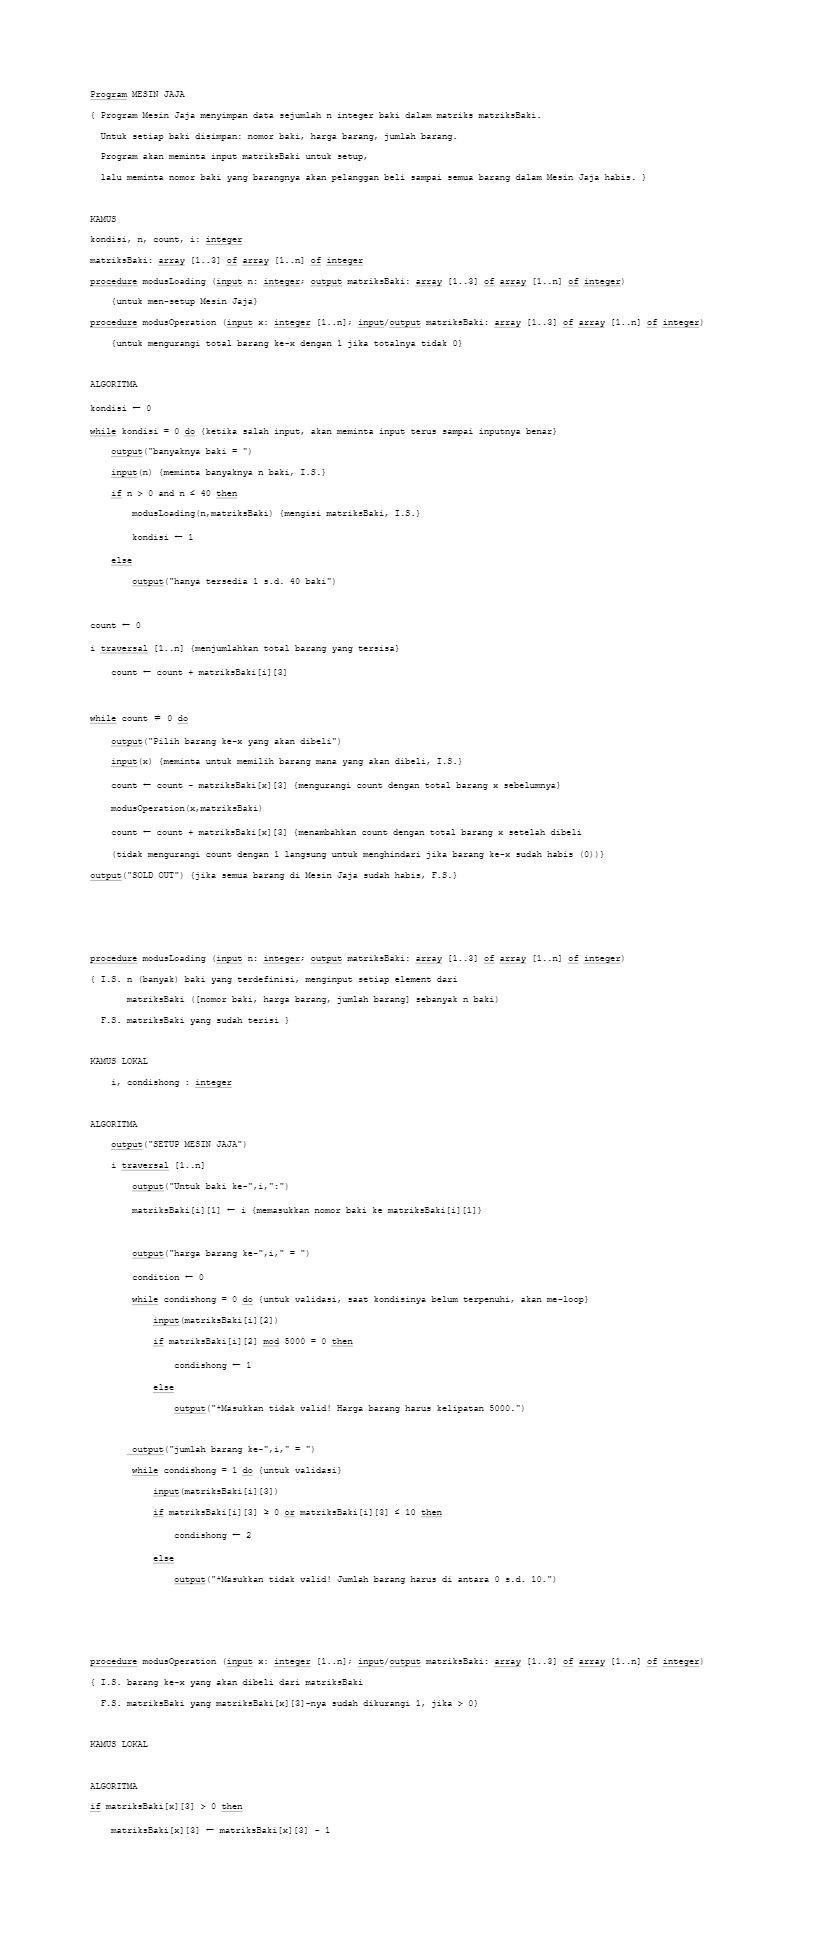 Program MESIN JAJA
{ Program Mesin Jaja menyimpan data sejumlah n integer baki dalam matriks matriksBaki.
Untuk setiap baki disimpan: nomor baki, harga barang, jumlah barang.
Program akan meminta input matriksBaki untuk setup,
lalu meminta nomor baki yang barangnya akan pelanggan beli sampai semua barang dalam Mesin Jaja habis. }
KAMUS
kondisi, n, count, i: integer
matriksBaki: array [1..3] of array [1..n] of integer
procedure modusLoading (input n: integer; output matriksBaki: array [1..3] of array [1..n] of integer)
{untuk men-setup Mesin Jaja}
procedure modusOperation (input x: integer [1..n]; input/output matriksBaki: array [1..3] of array [1..n] of integer)
{untuk mengurangi total barang ke-x dengan 1 jika totalnya tidak 0}
ALGORITMA
kondisi ← 0
while kondisi = 0 do {ketika salah input, akan meminta input terus sampai inputnya benar}
output("banyaknya baki = ")
input(n) {meminta banyaknya n baki, I.S.}
if n > 0 and n ≤ 40 then
modusLoading(n,matriksBaki) {mengisi matriksBaki, I.S.}
kondisi ← 1
else
output("hanya tersedia 1 s.d. 40 baki")
count ← 0
i traversal [1..n] {menjumlahkan total barang yang tersisa}
count ← count + matriksBaki[i][3]
while count ≠ 0 do
output("Pilih barang ke-x yang akan dibeli")
input(x) {meminta untuk memilih barang mana yang akan dibeli, I.S.}
count ← count - matriksBaki[x][3] {mengurangi count dengan total barang x sebelumnya}
modusOperation(x,matriksBaki)
count ← count + matriksBaki[x][3] {menambahkan count dengan total barang x setelah dibeli
(tidak mengurangi count dengan 1 langsung untuk menghindari jika barang ke-x sudah habis (0))}
output("SOLD OUT") {jika semua barang di Mesin Jaja sudah habis, F.S.}
procedure modusLoading (input n: integer; output matriksBaki: array [1..3] of array [1..n] of integer)
{ I.S. n (banyak) baki yang terdefinisi, menginput setiap element dari
matriksBaki ([nomor baki, harga barang, jumlah barang] sebanyak n baki)
F.S. matriksBaki yang sudah terisi }
KAMUS LOKAL
i, condishong : integer
ALGORITMA
output("SETUP MESIN JAJA")
i traversal [1..n]
output("Untuk baki ke-",i,":")
matriksBaki[i][1] ← i {memasukkan nomor baki ke matriksBaki[i][1]}
output("harga barang ke-",i," = ")
condition ← 0
while condishong = 0 do {untuk validasi, saat kondisinya belum terpenuhi, akan me-loop}
input(matriksBaki[i][2])
if matriksBaki[i][2] mod 5000 = 0 then
condishong ← 1
else
output("*Masukkan tidak valid! Harga barang harus kelipatan 5000.")
output("jumlah barang ke-",i," = ")
while condishong = 1 do {untuk validasi}
input(matriksBaki[i][3])
if matriksBaki[i][3] ≥ 0 or matriksBaki[i][3] ≤ 10 then
condishong ← 2
else
output("*Masukkan tidak valid! Jumlah barang harus di antara 0 s.d. 10.")
procedure modusOperation (input x: integer [1..n]; input/output matriksBaki: array [1..3] of array [1..n] of integer)
{ I.S. barang ke-x yang akan dibeli dari matriksBaki
F.S. matriksBaki yang matriksBaki[x][3]-nya sudah dikurangi 1, jika > 0}
KAMUS LOKAL
ALGORITMA
if matriksBaki[x][3] > 0 then
matriksBaki[x][3] ← matriksBaki[x][3] - 1